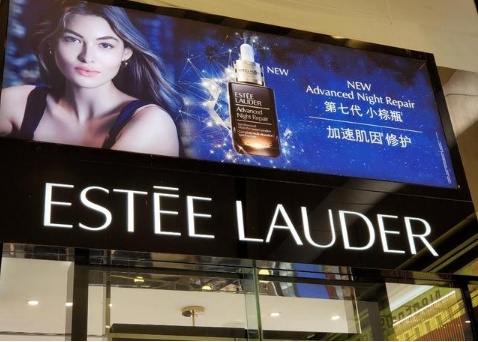 NEW
ESTĒE
LAUDER
Advanced
Night Repair
NEW
Advanced Night Repair
第七代 小棕瓶
加速肌因修护
ESTĒE LAUDER